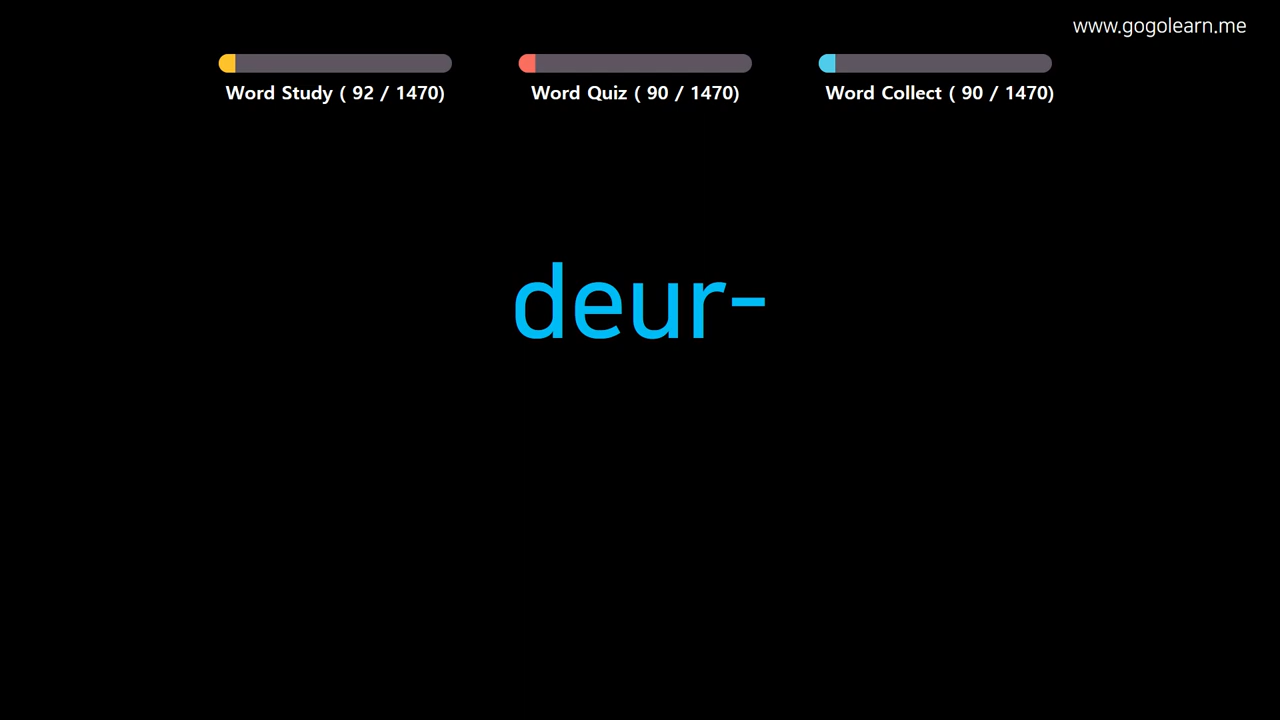 www.gogolearn.me
Word Study ( 92 / 1470)
Word Quiz ( 90 / 1470)
Word Collect ( 90 / 1470)
deur-